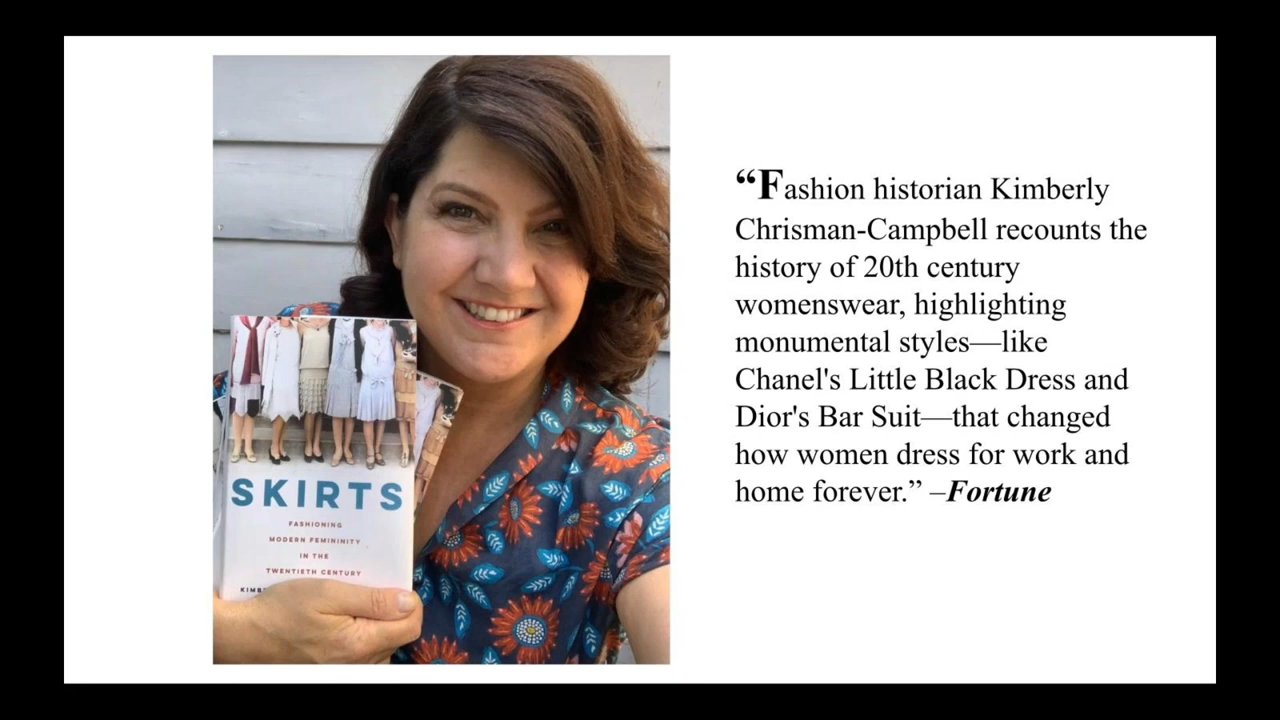 SKIRTS
FASHIONING
MODERN FEMININITY
IN THE
TWENTIETH CENTURY
“Fashion historian Kimberly
Chrisman-Campbell recounts the
history of 20th century
womenswear, highlighting
monumental styles—like
Chanel's Little Black Dress and
Dior's Bar Suit—that changed
how women dress for work and
home forever.” –Fortune